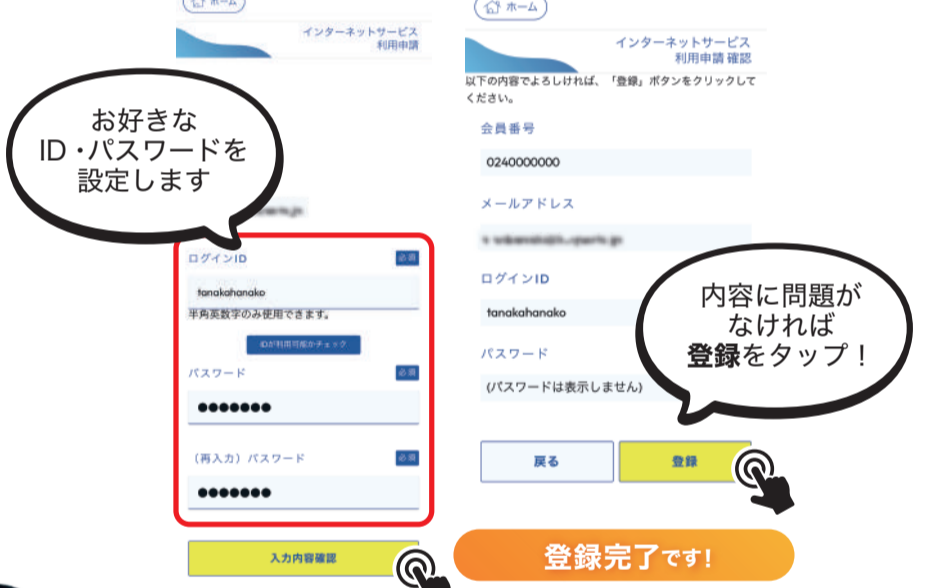 ホーム
インターネットサービス
利用申請
お好きな
ID・パスワードを
設定します
ログインID
必須
tanakahanako
半角英数字のみ使用できます。
IDが利用可能かチェック
パスワード
必須
●●●●●●●
(再入力)パスワード
必須
●●●●●●●
入力内容確認
ホーム
インターネットサービス
利用申請 確認
以下の内容でよろしければ、「登録」ボタンをクリックして
ください。
会員番号
0240000000
メールアドレス
ログインID
tanakahanako
パスワード
(パスワードは表示しません)
内容に問題が
なければ
登録をタップ！
戻る
登録
登録完了です!